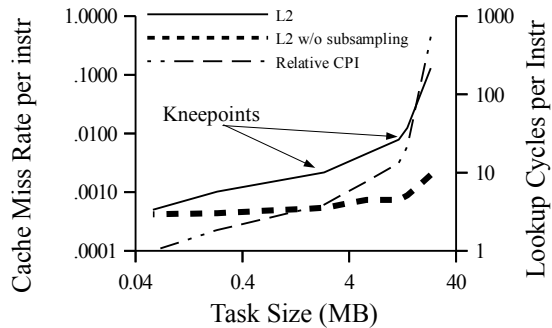 Cache Miss Rate per instr
1.0000
.1000
.0100
.0010
.0001
L2
L2 w/o subsampling
Relative CPI
Kneepoints
1000
100
10
1
Lookup Cycles per Instr
0.04
0.4
4
40
Task Size (MB)